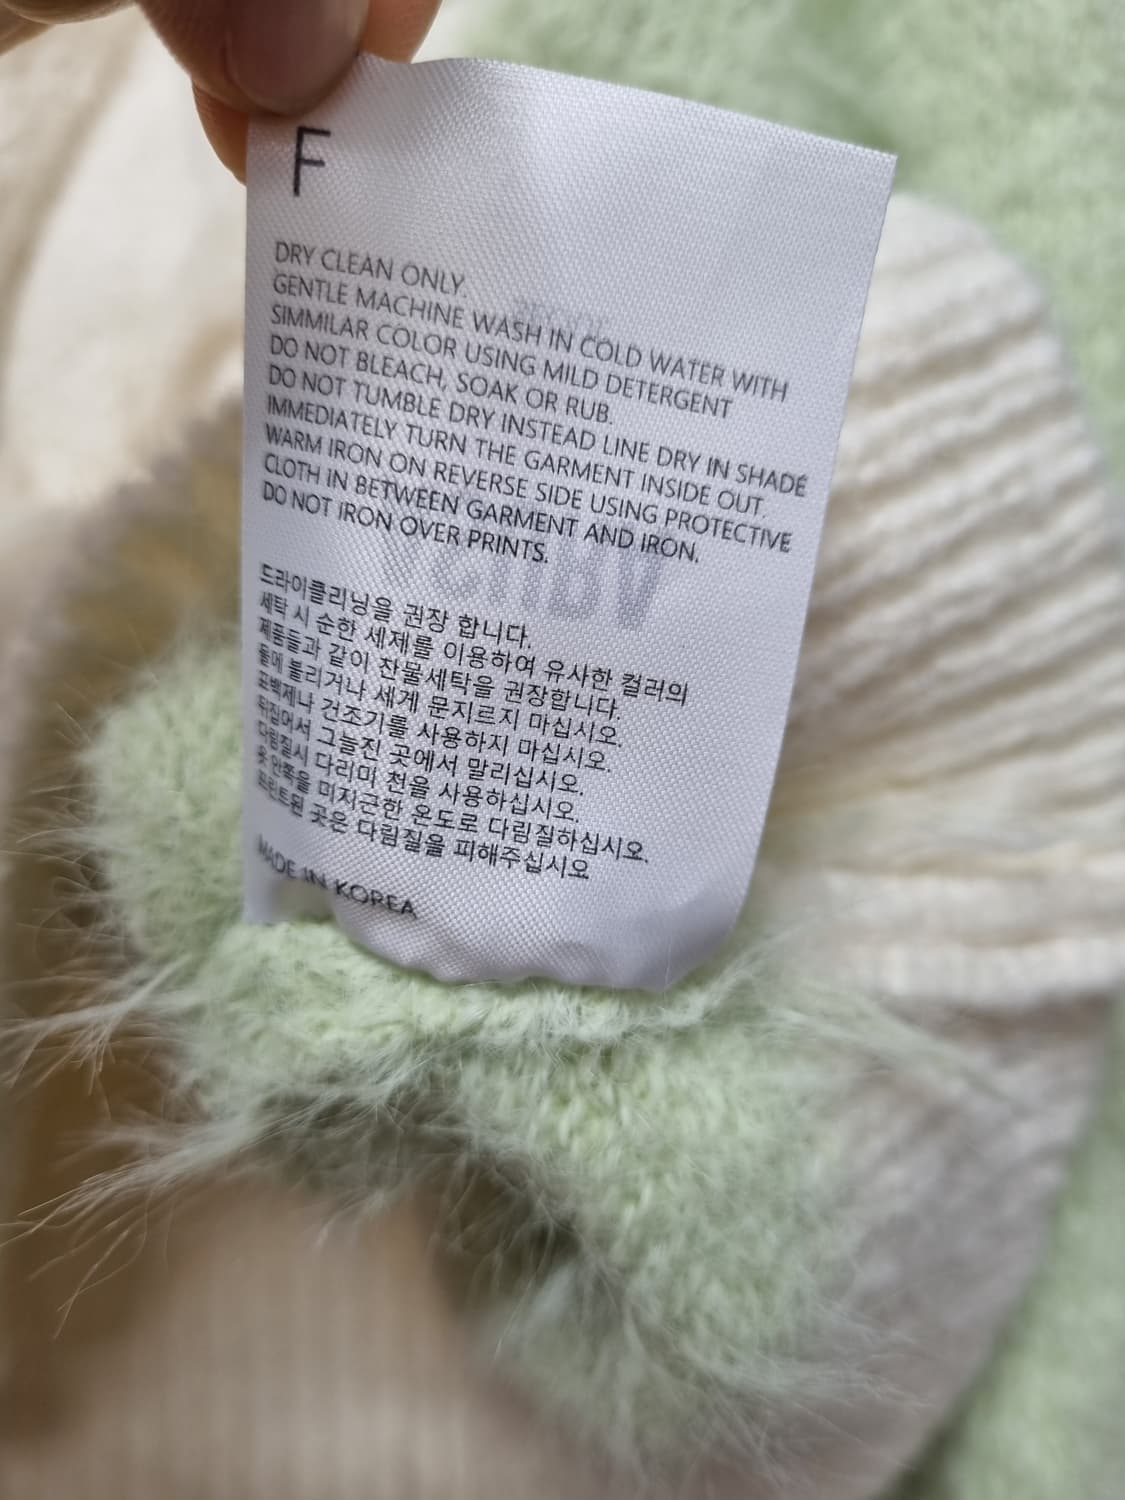 F
DRY CLEAN ONLY.
GENTLE MACHINE WASH IN COLD WATER WITH
SIMMILAR COLOR USING MILD DETERGENT
DO NOT BLEACH, SOAK OR RUB.
DO NOT TUMBLE DRY INSTEAD LINE DRY IN SHADE
IMMEDIATELY TURN THE GARMENT INSIDE OUT.
WARM IRON ON REVERSE SIDE USING PROTECTIVE
CLOTH IN BETWEEN GARMENT AND IRON.
DO NOT IRON OVER PRINTS.
드라이클리닝을 권장 합니다.
세탁 시 순한 세제를 이용하여 유사한 컬러의
제품들과 같이 찬물세탁을 권장합니다.
물에 불리거나 세게 문지르지 마십시오.
표백제나 건조기를 사용하지 마십시오.
뒤집어서 그늘진 곳에서 말리십시오.
다림질시 다리미 천을 사용하십시오.
옷 안쪽을 미지근한 온도로 다림질하십시오.
프린트된 곳은 다림질을 피해주십시오
MADE IN KOREA